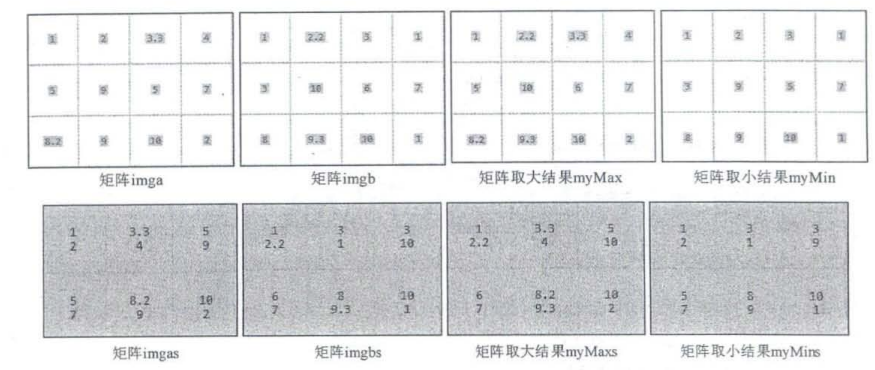 1 2 3.3 4 1 2.2 3 1 1 2.2 3.3 4 1 2 3 1
5 9 5 7 3 10 6 7 5 10 6 7 3 9 5 7
8.2 9 10 2 8 9.3 10 1 8.2 9.3 10 2 8 9 10 1
矩阵imga 矩阵imgb 矩阵取大结果myMax 矩阵取小结果myMin
1 3.3 5 1 3 3 1 3.3 5 1 3 3
2 4 9 2.2 1 10 2.2 4 10 2 1 9
5 8.2 10 6 8 10 6 8.2 10 5 8 10
7 9 2 7 9.3 1 7 9.3 2 7 9 1
矩阵imgas 矩阵imgbs 矩阵取大结果myMaxs 矩阵取小结果myMins